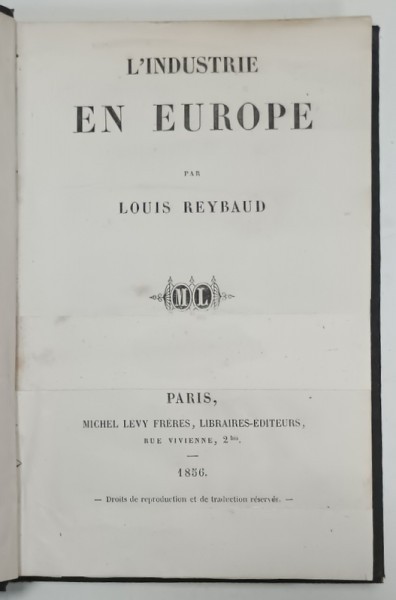 L'INDUSTRIE
EN EUROPE
PAR
LOUIS REYBAUD
ML
PARIS,
MICHEL LEVY FRÈRES, LIBRAIRES-EDITEURS,
RUE VIVIENNE, 2 bis.
—
1856.
— Droits de reproduction et de traduction réservés. —